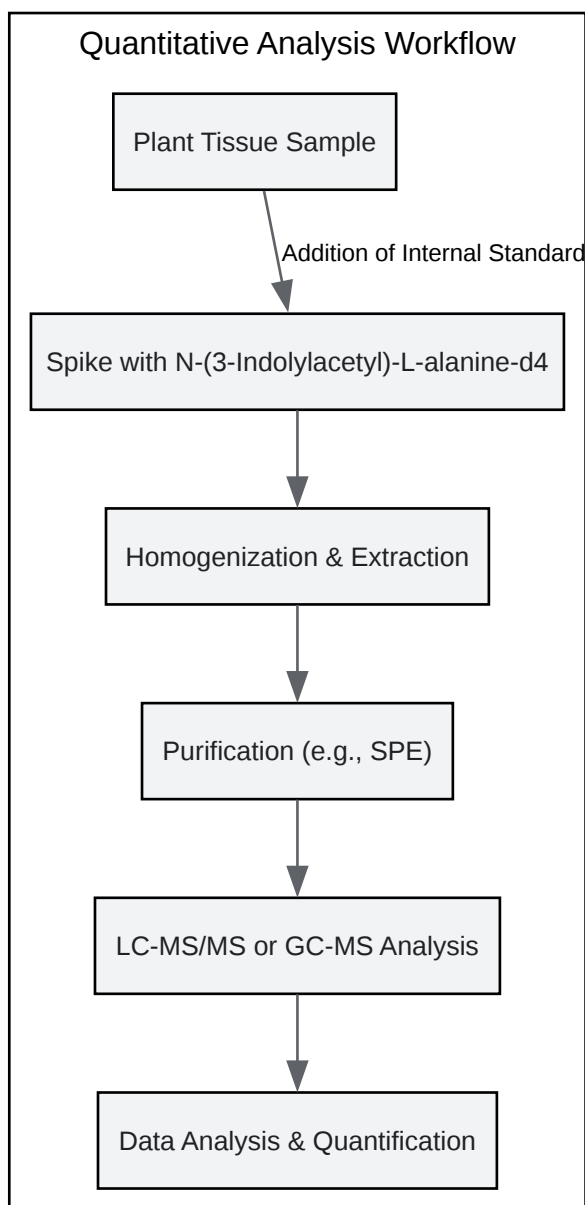 Quantitative Analysis Workflow
Plant Tissue Sample
Addition of Internal Standard
Spike with N-(3-Indolylacetyl)-L-alanine-d4
Homogenization & Extraction
Purification (e.g., SPE)
LC-MS/MS or GC-MS Analysis
Data Analysis & Quantification